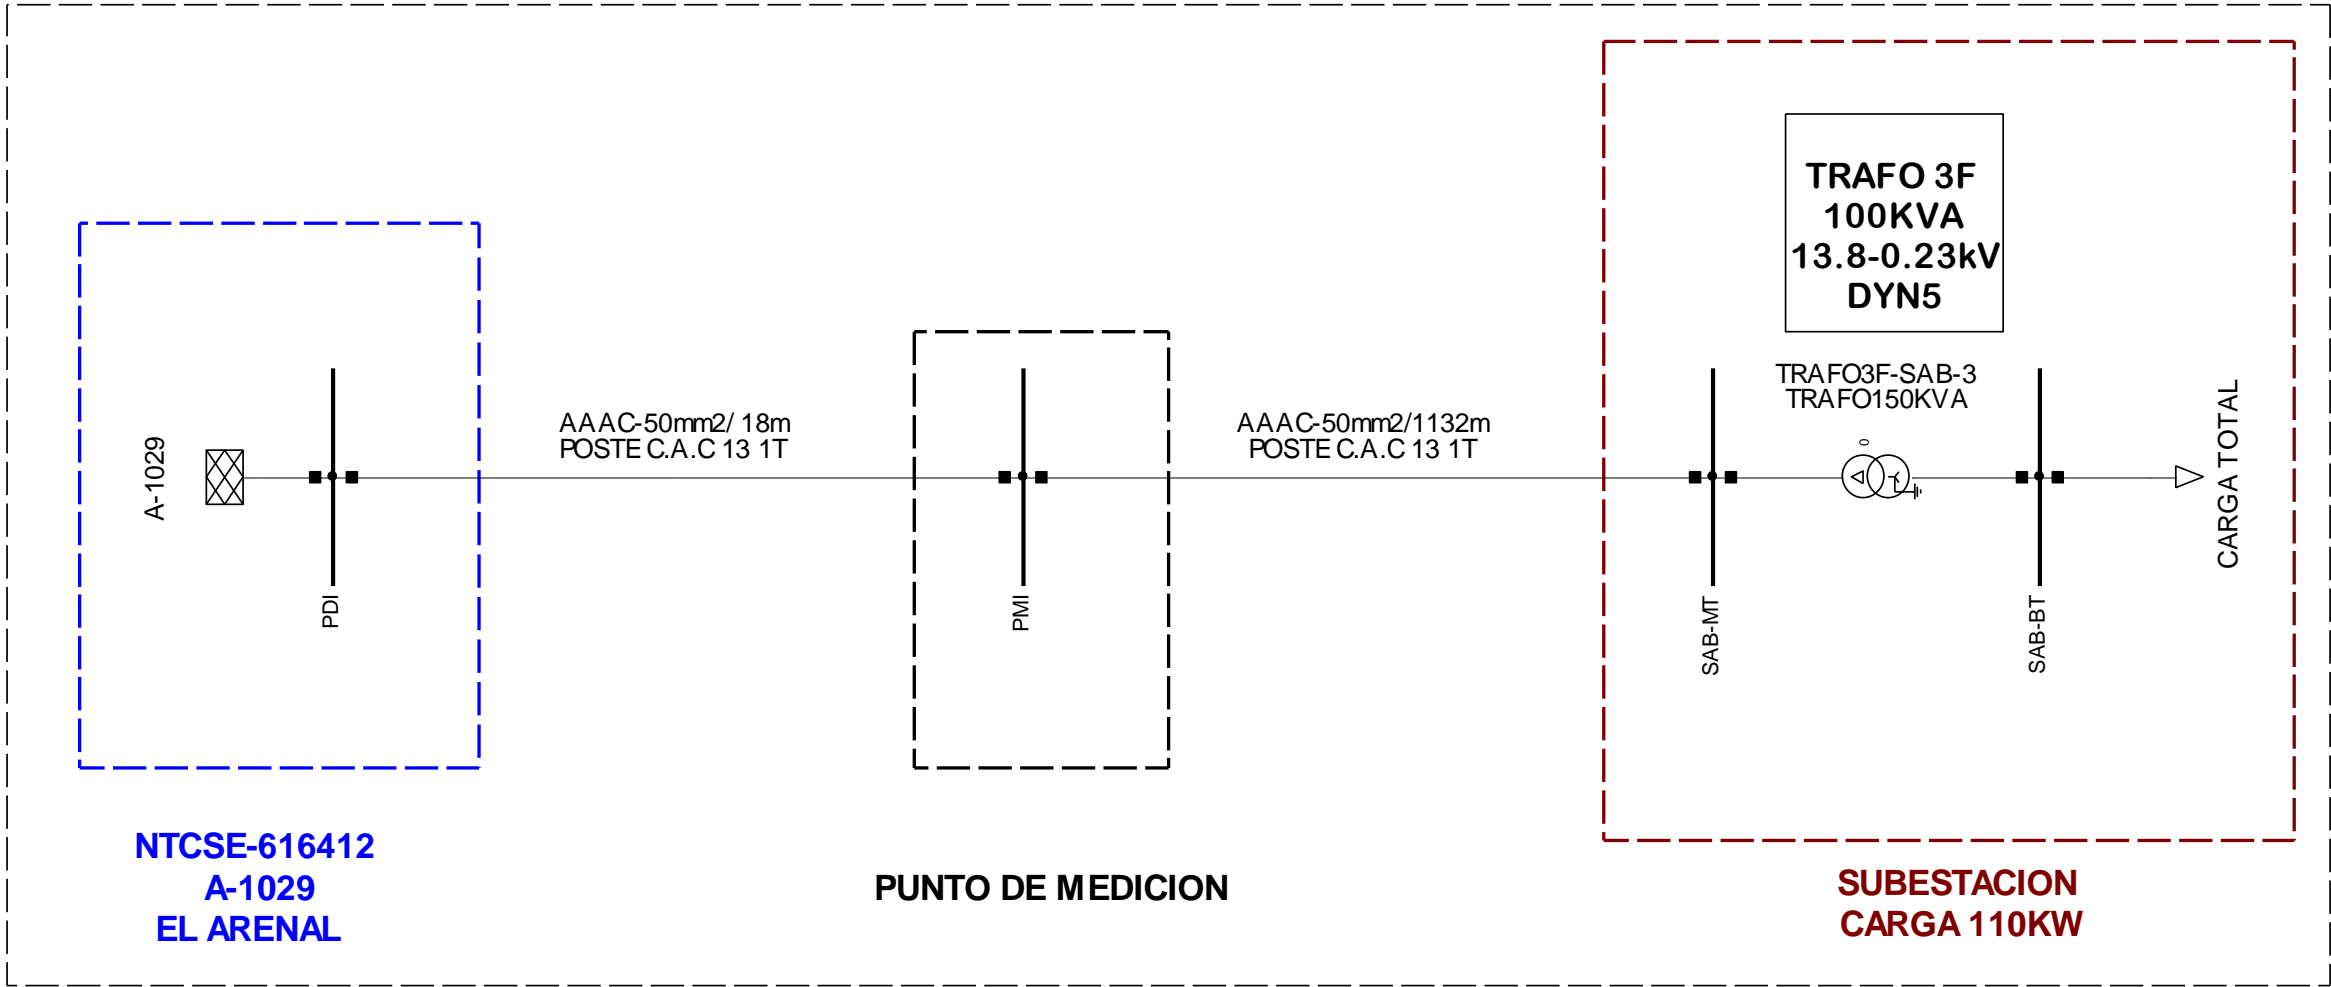 TRAFO 3F
100KVA
13.8-0.23kV
DYN5
TRAFO3F-SAB-3
TRAFO150KVA
0
A-1029
PDI
AAAC-50mm2/ 18m
POSTE C.A.C 13 1T
PMI
AAAC-50mm2/1132m
POSTE C.A.C 13 1T
SAB-MT
SAB-BT
CARGA TOTAL
NTCSE-616412
A-1029
EL ARENAL
PUNTO DE MEDICION
SUBESTACION
CARGA 110KW